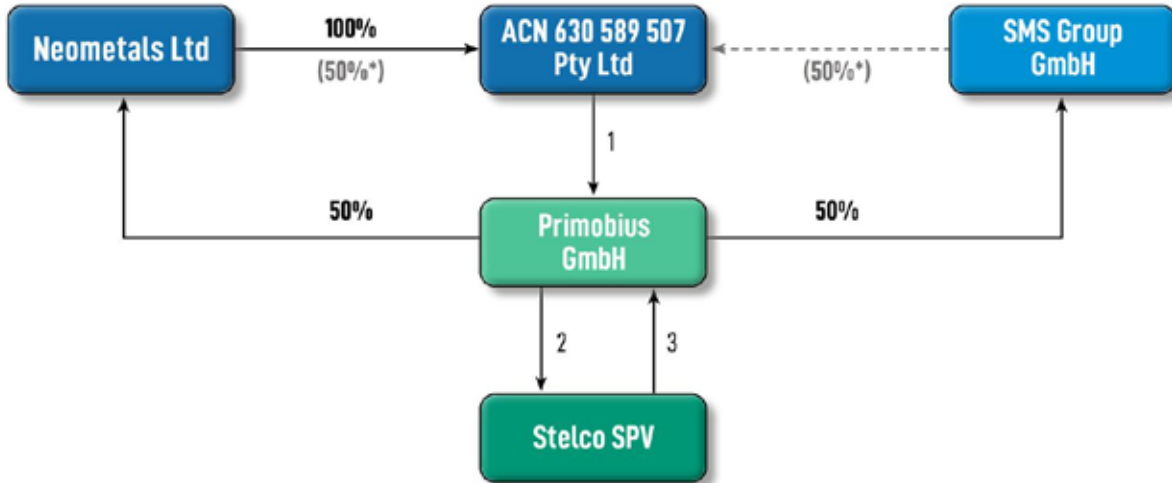 Neometals Ltd
100%
(50%*)
ACN 630 589 507
Pty Ltd
(50%*)
SMS Group
GmbH
1
50%
Primobius
GmbH
50%
2
3
Stelco SPV